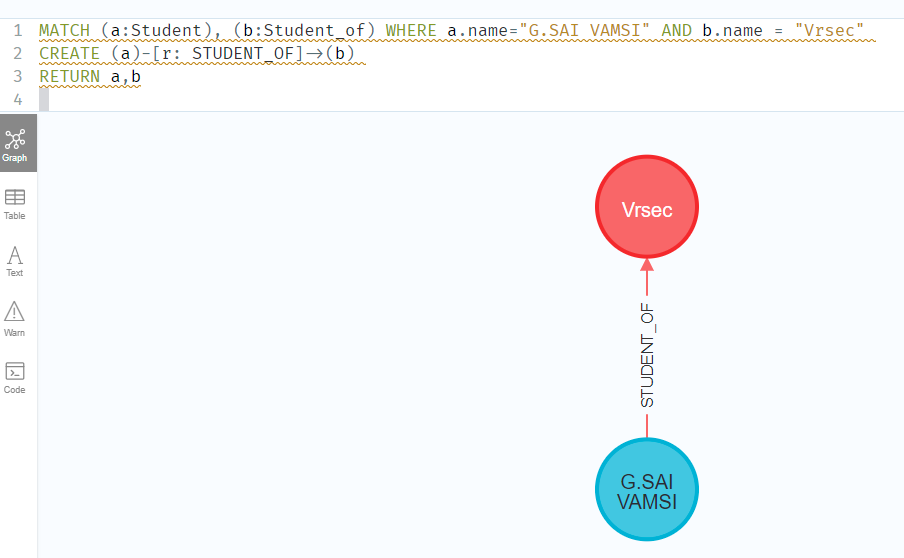 1 MATCH (a:Student), (b:Student_of) WHERE a.name="G.SAI VAMSI" AND b.name = "Vrsec"
2 CREATE (a)-[r: STUDENT_OF]->(b)
3 RETURN a,b
4
Graph
Table
Text
Warn
Code
Vrsec
STUDENT_OF
G.SAI
VAMSI